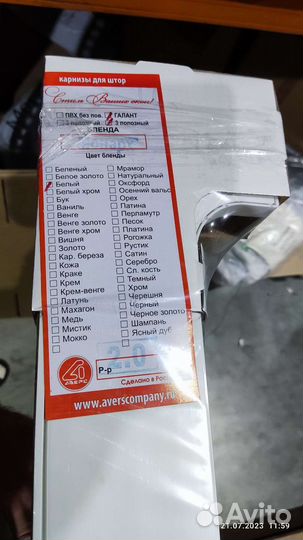 карнизы для штор
Стиль Ваших окон!
ПВХ без пов. ГАЛАНТ
3 полозный
БЛЕНДА
Цвет бленды
Беленый Мрамор
Белое золото Натуральный
Белый Оксфорд
Белый хром Осенний вальс
Бук Орех
Ваниль Патина
Венге Перламутр
Венге золото Песок
Венге хром Платина
Вишня Рогожка
Золото Рустик
Кар. береза Сатин
Кожа Серебро
Краке Сл. кость
Крем Темный
Крем-венге Хром
Латунь Черешня
Махагон Черный
Медь Черное золото
Мистик Шампань
Мокко Ясный дуб
Р-р 2.0
АВЕРС
Сделано в Рос
www.averscompany.ru
21.07.2023 11:59
Avito